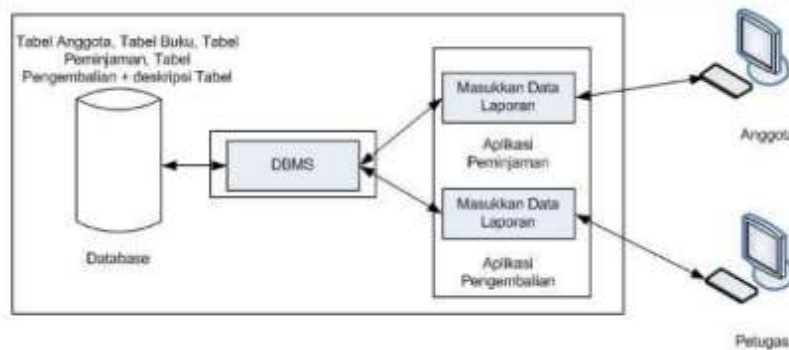 Tabel Anggota, Tabel Buku, Tabel
Peminjaman, Tabel
Pengembalian + deskripsi Tabel
Database
DBMS
Masukkan Data
Laporan
Aplikasi
Peminjaman
Masukkan Data
Laporan
Aplikasi
Pengembalian
Anggota
Petugas